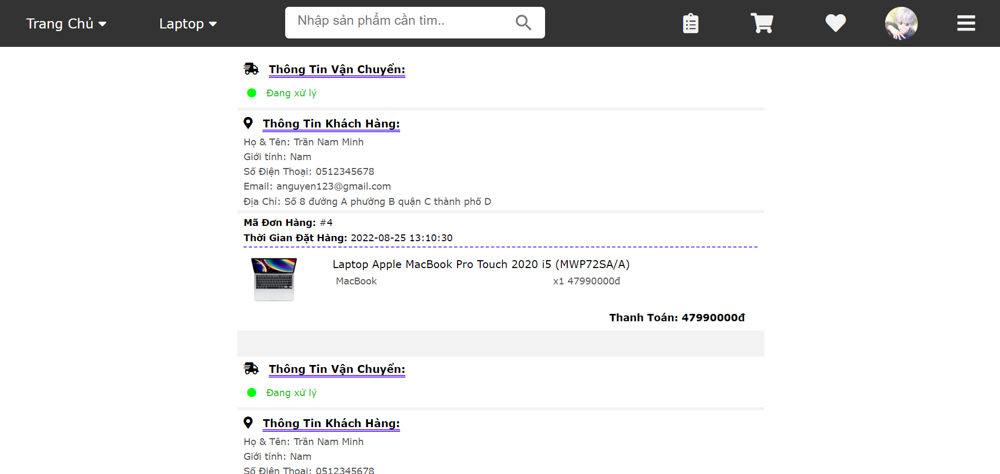 Trang Chủ Laptop Nhập sản phẩm cần tìm..
Thông Tin Vận Chuyển:
Đang xử lý
Thông Tin Khách Hàng:
Họ & Tên: Trần Nam Minh
Giới tính: Nam
Số Điện Thoại: 0512345678
Email: anguyen123@gmail.com
Địa Chỉ: Số 8 đường A phường B quận C thành phố D
Mã Đơn Hàng: #4
Thời Gian Đặt Hàng: 2022-08-25 13:10:30
Laptop Apple MacBook Pro Touch 2020 i5 (MWP72SA/A)
MacBook x1 47990000đ
Thanh Toán: 47990000đ
Thông Tin Vận Chuyển:
Đang xử lý
Thông Tin Khách Hàng:
Họ & Tên: Trần Nam Minh
Giới tính: Nam
Số Điện Thoại: 0512345678